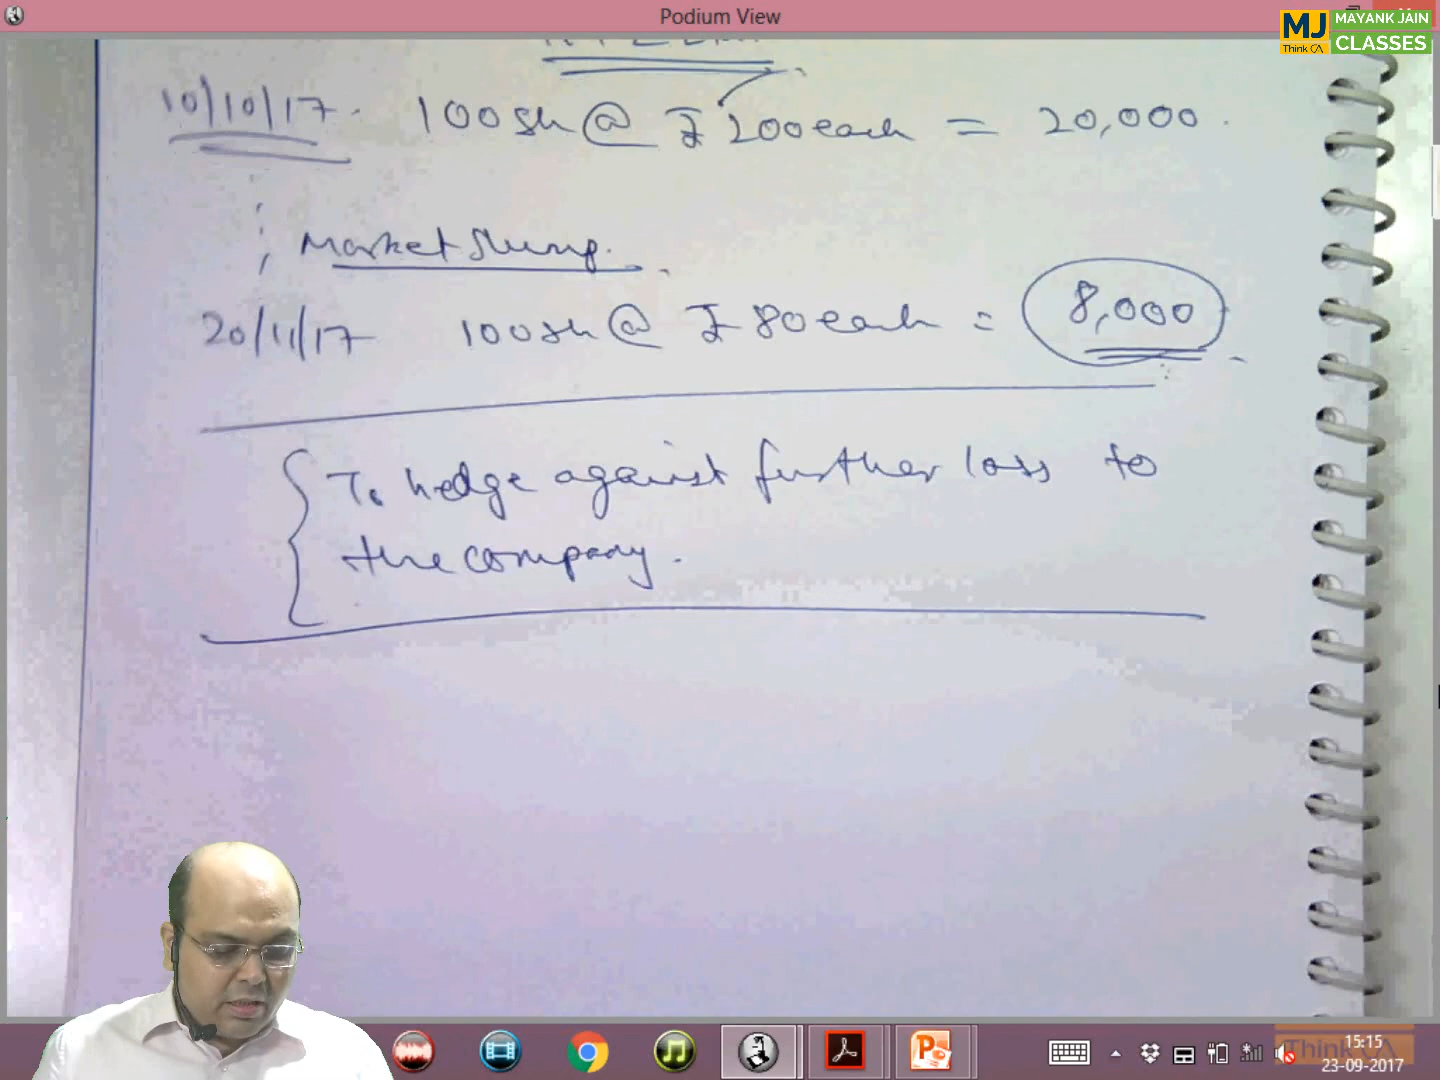 Podium View
MJ
Think CA
MAYANK JAIN
CLASSES
10/10/17. 100 sh @ ₹ 200 each = 20,000.
Market Slump.
20/11/17 100 sh @ ₹ 80 each = 8,000
To hedge against further loss to
the company.
Think CA
15:15
23-09-2017